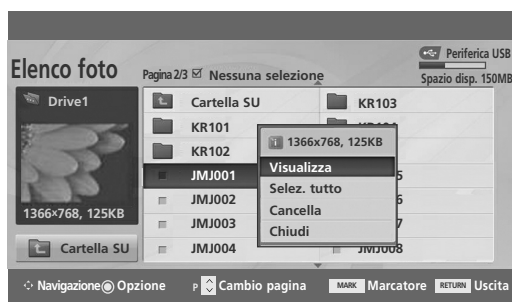 Periferica USB
Elenco foto
Pagina 2/3
Nessuna selezione
Spazio disp. 150MB
Drive1
1366x768, 125KB
Cartella SU
Cartella SU
KR101
KR102
JMJ001
JMJ002
JMJ003
JMJ004
KR103
JMJ008
1366x768, 125KB
Visualizza
Selez. tutto
Cancella
Chiudi
Navigazione Opzione P Cambio pagina MARK Marcatore RETURN Uscita